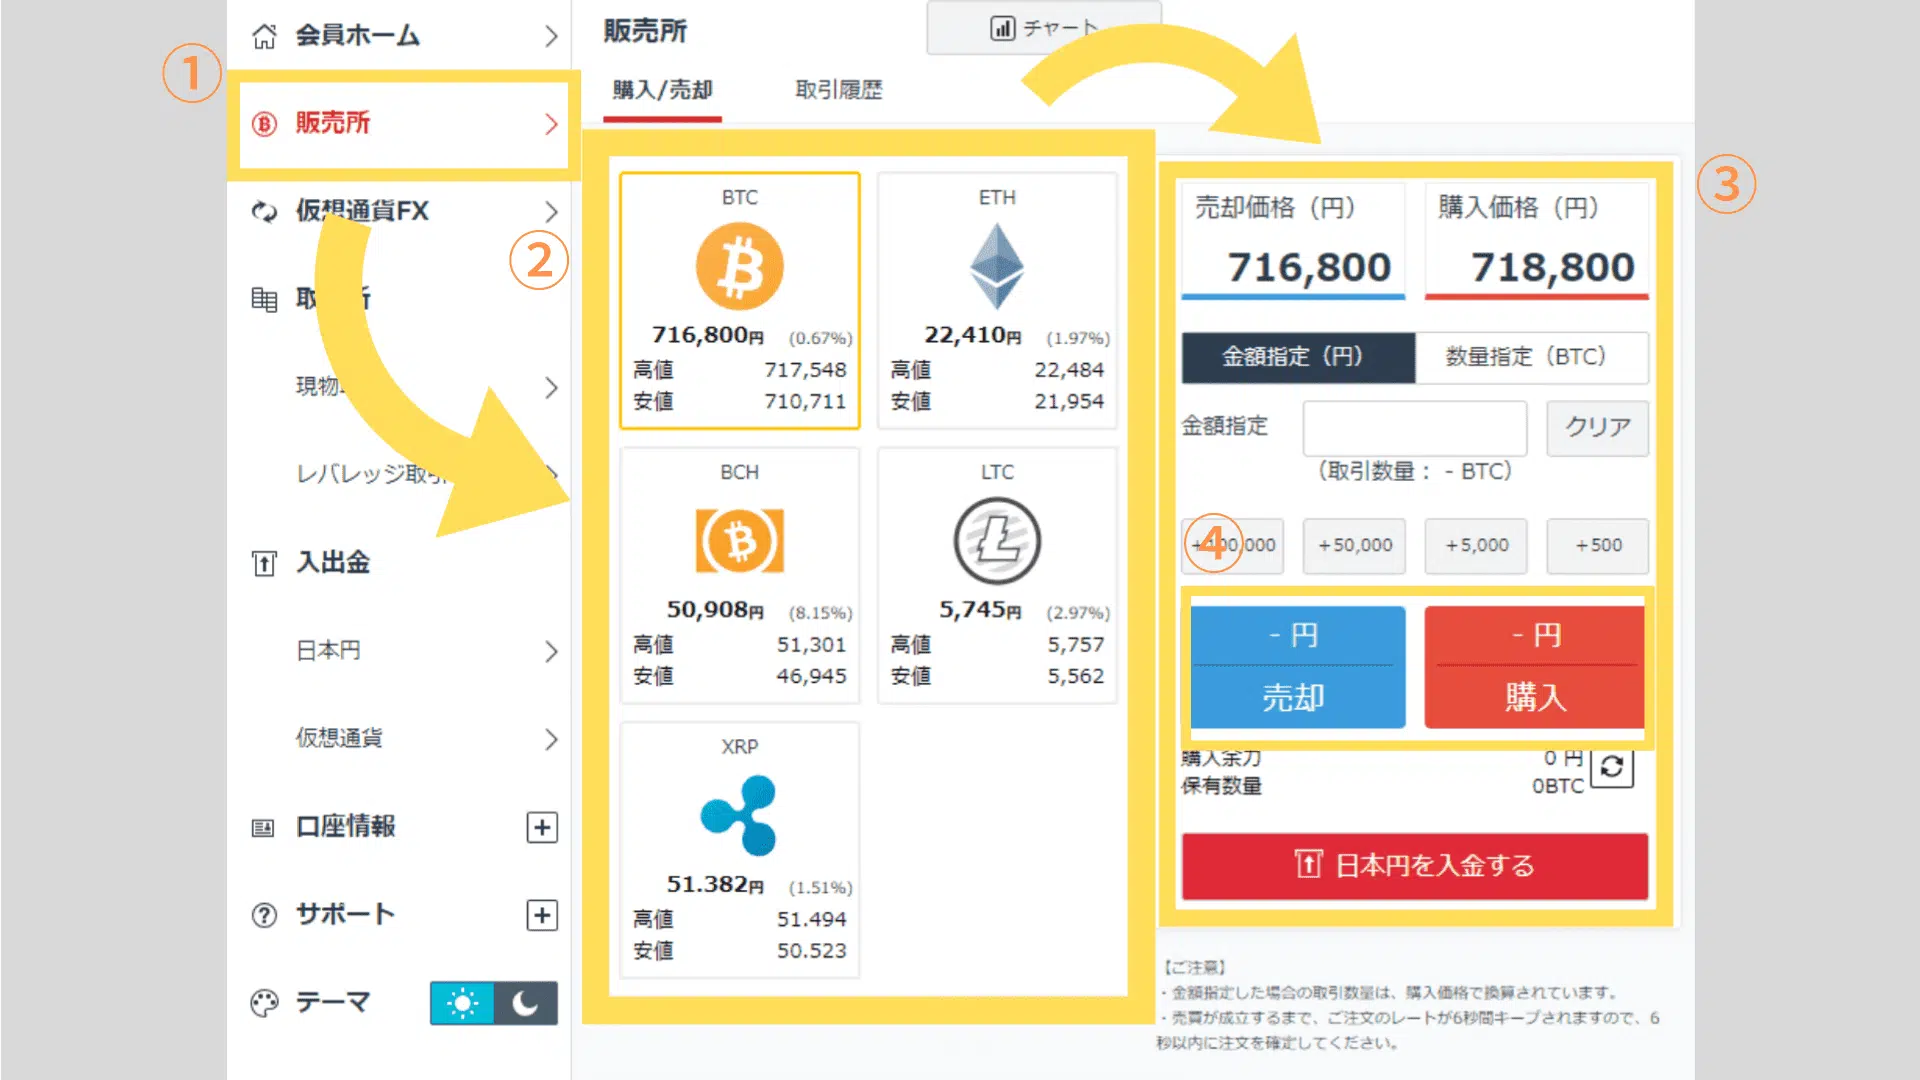 ①
会員ホーム
販売所
仮想通貨FX
②
レバレッジ取引
入出金
日本円
仮想通貨
口座情報
サポート
テーマ
販売所
チャート
購入/売却
取引履歴
BTC
716,800円 (0.67%)
高値 717,548
安値 710,711
ETH
22,410円 (1.97%)
高値 22,484
安値 21,954
BCH
50,908円 (8.15%)
高値 51,301
安値 46,945
LTC
5,745円 (2.97%)
高値 5,757
安値 5,562
XRP
51.382円 (1.51%)
高値 51.494
安値 50.523
③
売却価格（円）
716,800
購入価格（円）
718,800
金額指定（円）
数量指定（BTC）
金額指定
クリア
（取引数量： - BTC）
④
+100,000
+50,000
+5,000
+500
- 円
売却
- 円
購入
購入余力 0 円
保有数量 0BTC
日本円を入金する
【ご注意】
・金額指定した場合の取引数量は、購入価格で換算されています。
・売買が成立するまで、ご注文のレートが6秒間キープされますので、6
秒以内に注文を確定してください。